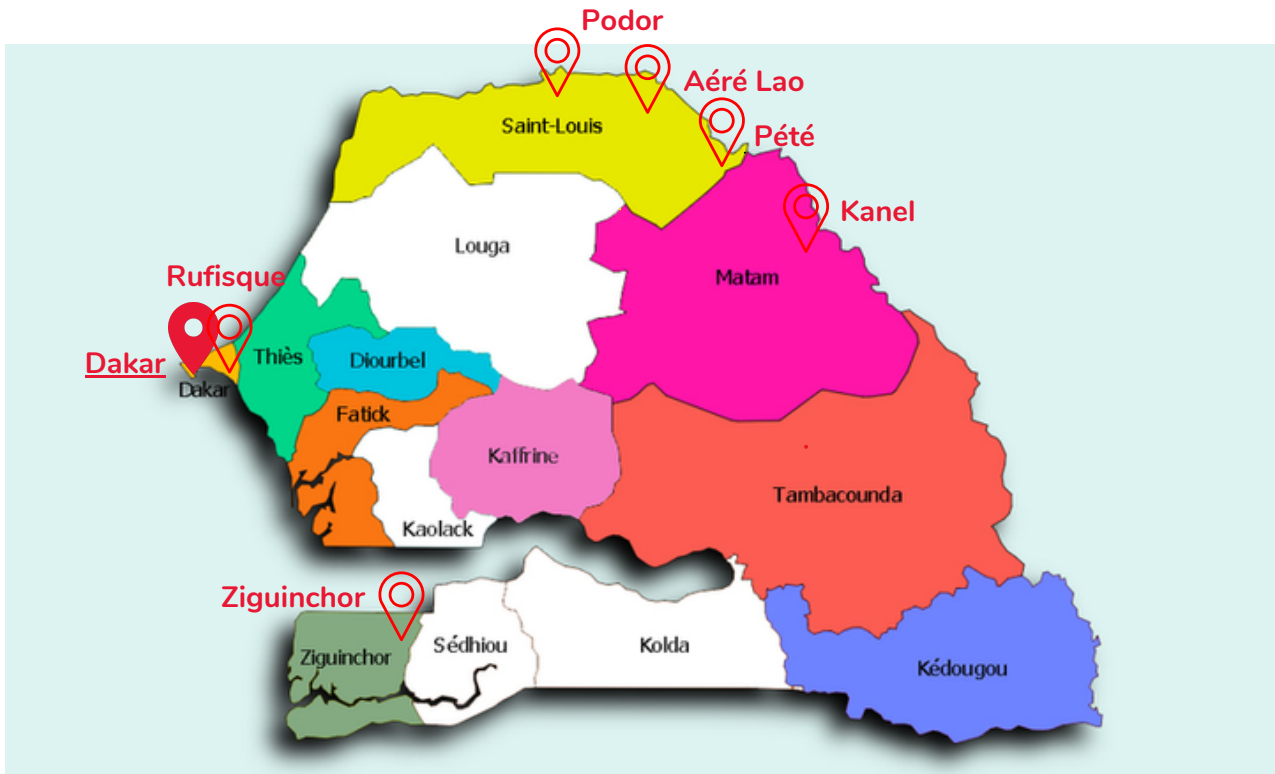 Podor
Aéré Lao
Saint-Louis
Pété
Kanel
Louga
Matam
Rufisque
Thiès
Diourbel
Dakar
Dakar
Fatick
Kaffrine
Tambacounda
Kaolack
Ziguinchor
Sédhiou
Kolda
Ziguinchor
Kédougou